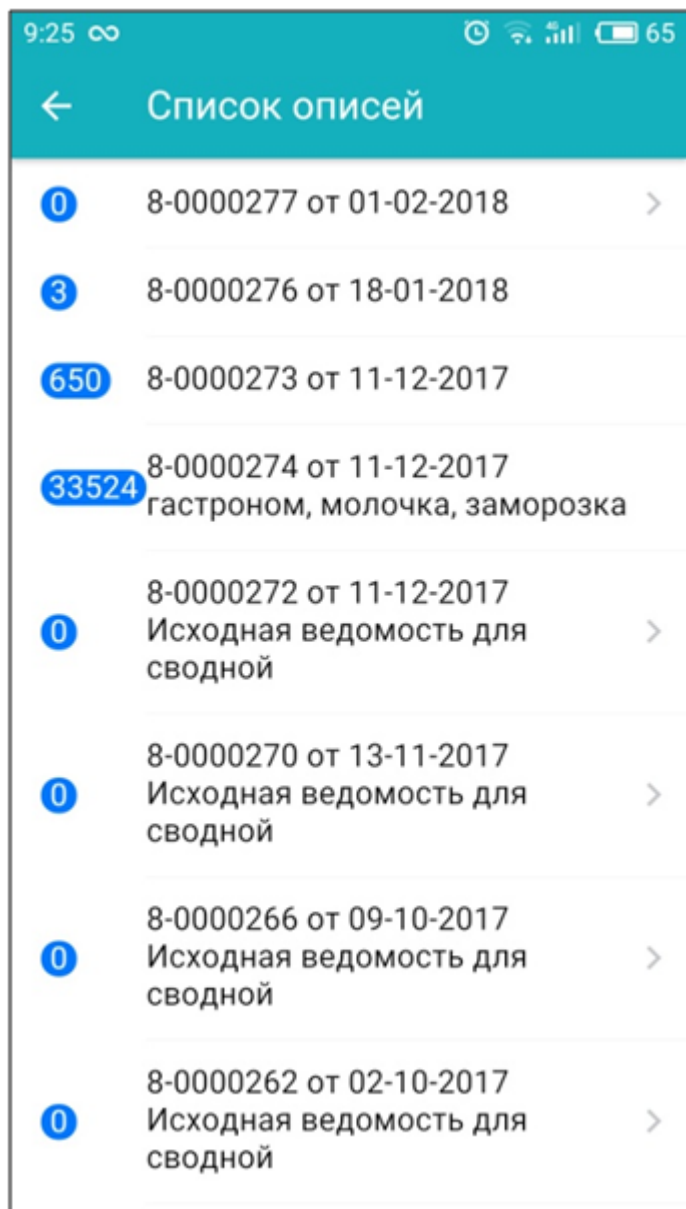 9:25 4G 65
Список описей
0 8-0000277 от 01-02-2018
3 8-0000276 от 18-01-2018
650 8-0000273 от 11-12-2017
33524 8-0000274 от 11-12-2017
гастроном, молочка, заморозка
8-0000272 от 11-12-2017
0 Исходная ведомость для
сводной
8-0000270 от 13-11-2017
0 Исходная ведомость для
сводной
8-0000266 от 09-10-2017
0 Исходная ведомость для
сводной
8-0000262 от 02-10-2017
0 Исходная ведомость для
сводной